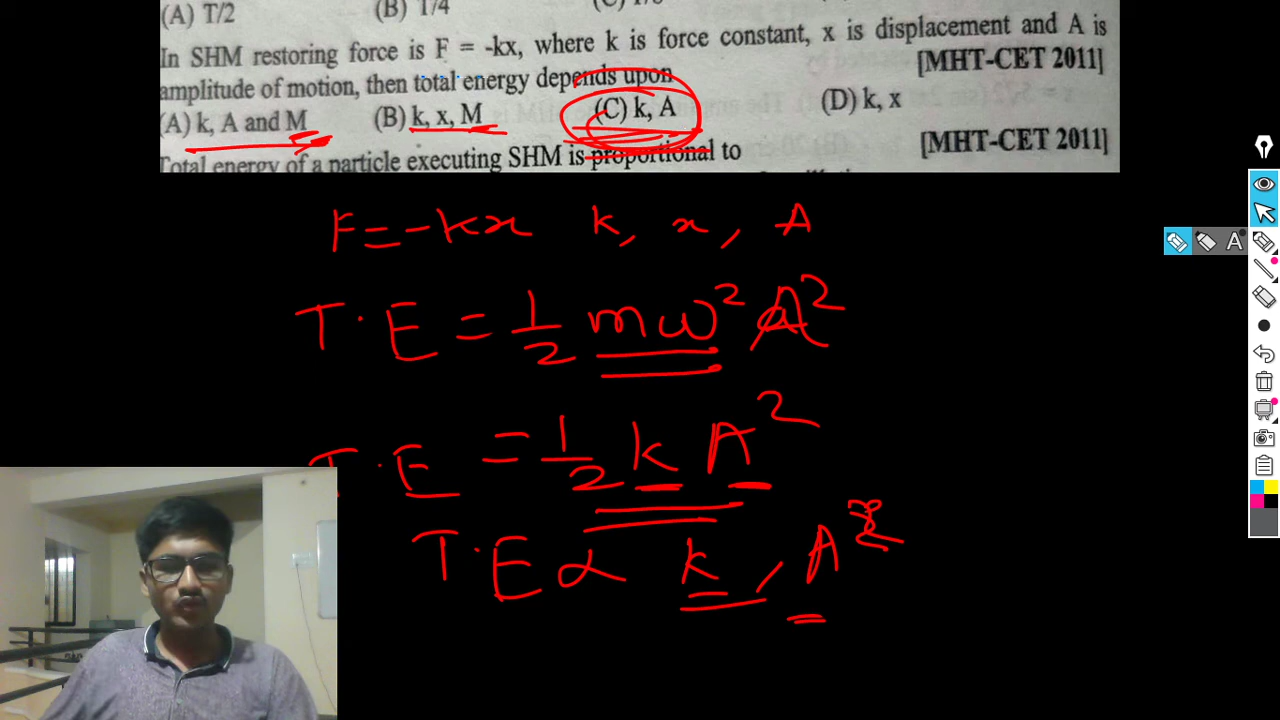 (A) T/2 (B) T/4
In SHM restoring force is F = -kx, where k is force constant, x is displacement and A is
amplitude of motion, then total energy depends upon [MHT-CET 2011]
(A) k, A and M (B) k, x, M (C) k, A (D) k, x
Total energy of a particle executing SHM is proportional to [MHT-CET 2011]
F = -kx k, x, A
T.E = 1/2 mω² A²
T.E = 1/2 k A²
T.E ∝ k, A²
A